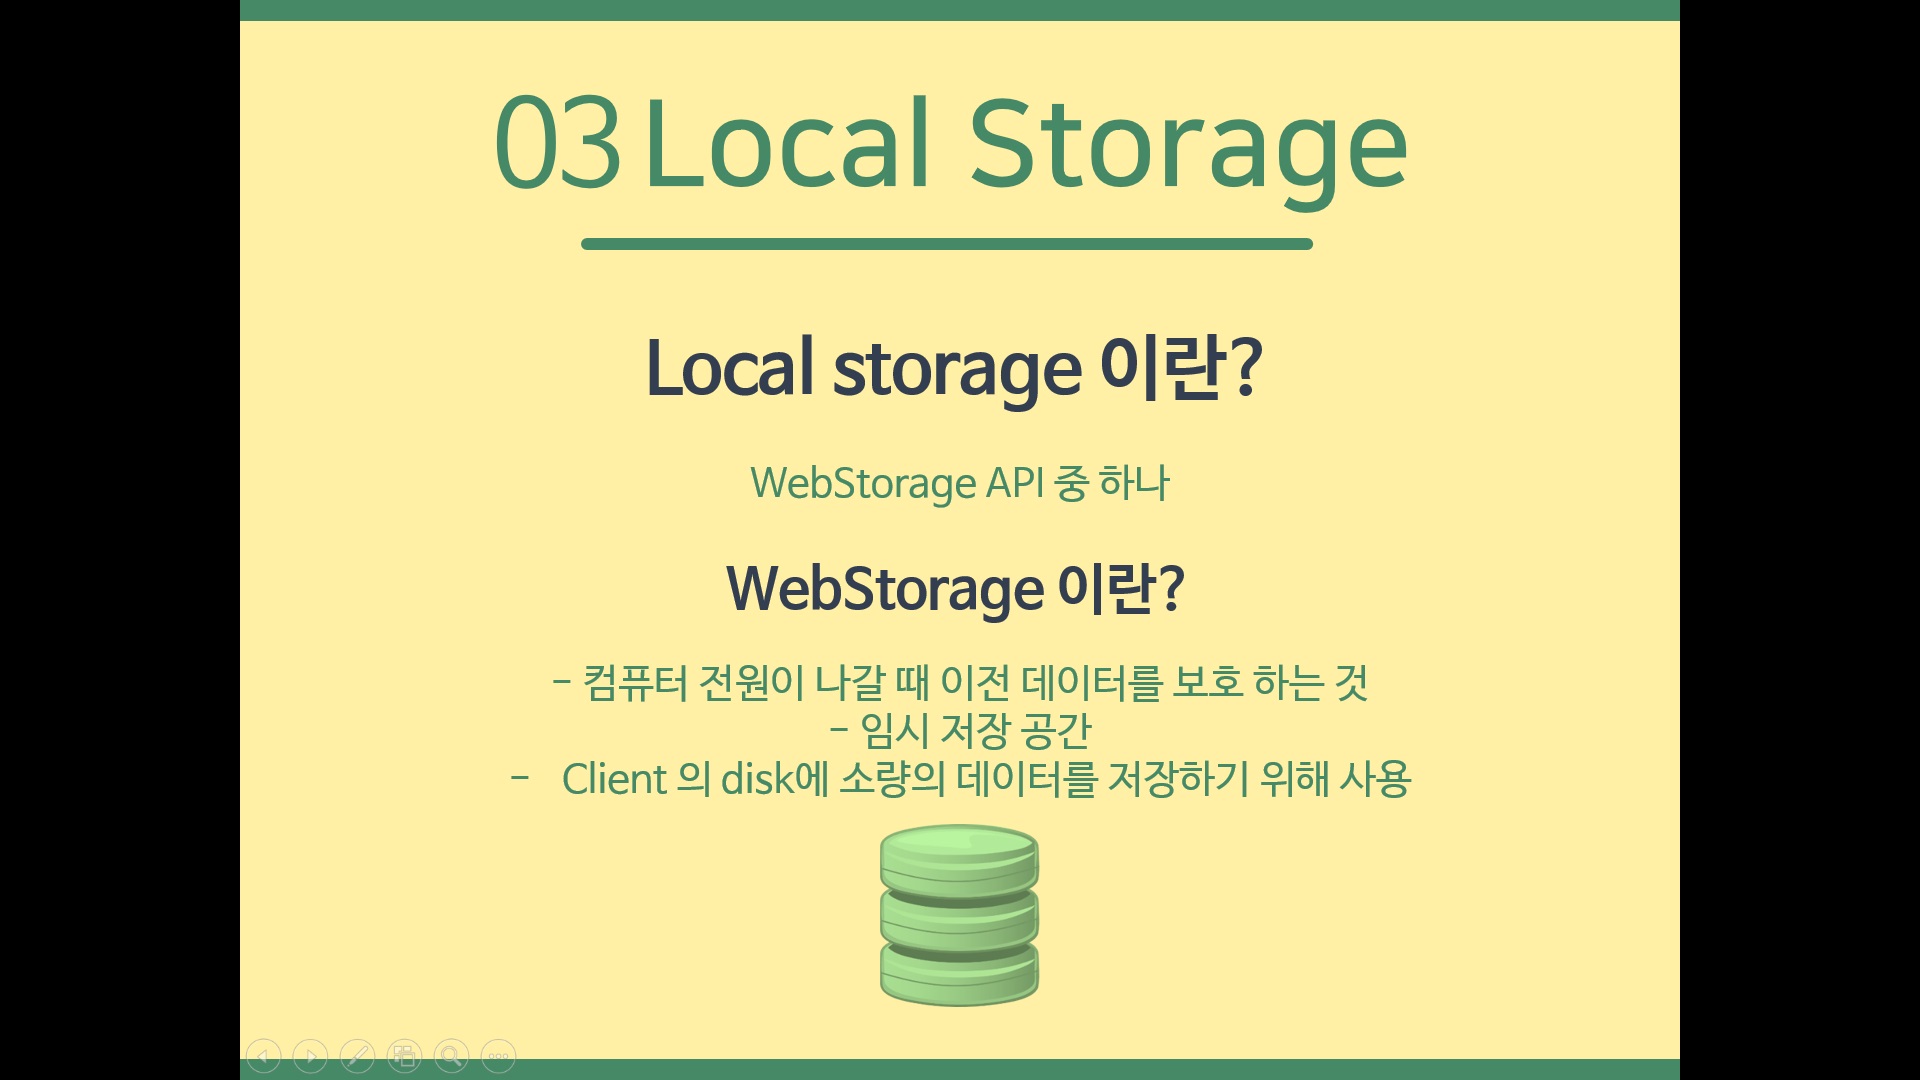 03 Local Storage
Local storage 이란?
WebStorage API 중 하나
WebStorage 이란?
- 컴퓨터 전원이 나갈 때 이전 데이터를 보호 하는 것
- 임시 저장 공간
- Client 의 disk에 소량의 데이터를 저장하기 위해 사용